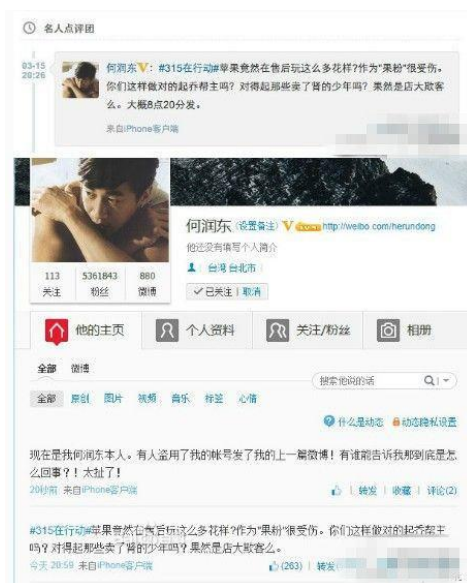 名人点评团
03-15
20:26
何润东V：#315在行动#苹果竟然在售后玩这么多花样?作为"果粉"很受伤。
你们这样做对的起乔帮主吗？对得起那些卖了肾的少年吗？果然是店大欺客
么。大概8点20分发。
来自iPhone客户端
何润东 (设置备注) V http://weibo.com/herundong
他还没有填写个人简介
台湾 台北市
113 5361843 880
关注 粉丝 微博
已关注 | 取消
他的主页 个人资料 关注/粉丝 相册
全部 微博
搜索他说的话
全部 原创 图片 视频 音乐 标签 心情
什么是动态 动态隐私设置
现在是我何润东本人。有人盗用了我的帐号发了我的上一篇微博！有谁能告诉我那到底是怎
么回事？！太扯了！
20秒前 来自iPhone客户端 | 转发 | 收藏 | 评论(2)
#315在行动#苹果竟然在售后玩这么多花样?作为"果粉"很受伤。你们这样做对的起乔帮主
吗？对得起那些卖了肾的少年吗？果然是店大欺客么。
今天 20:59 来自iPhone客户端 (263) | 转发